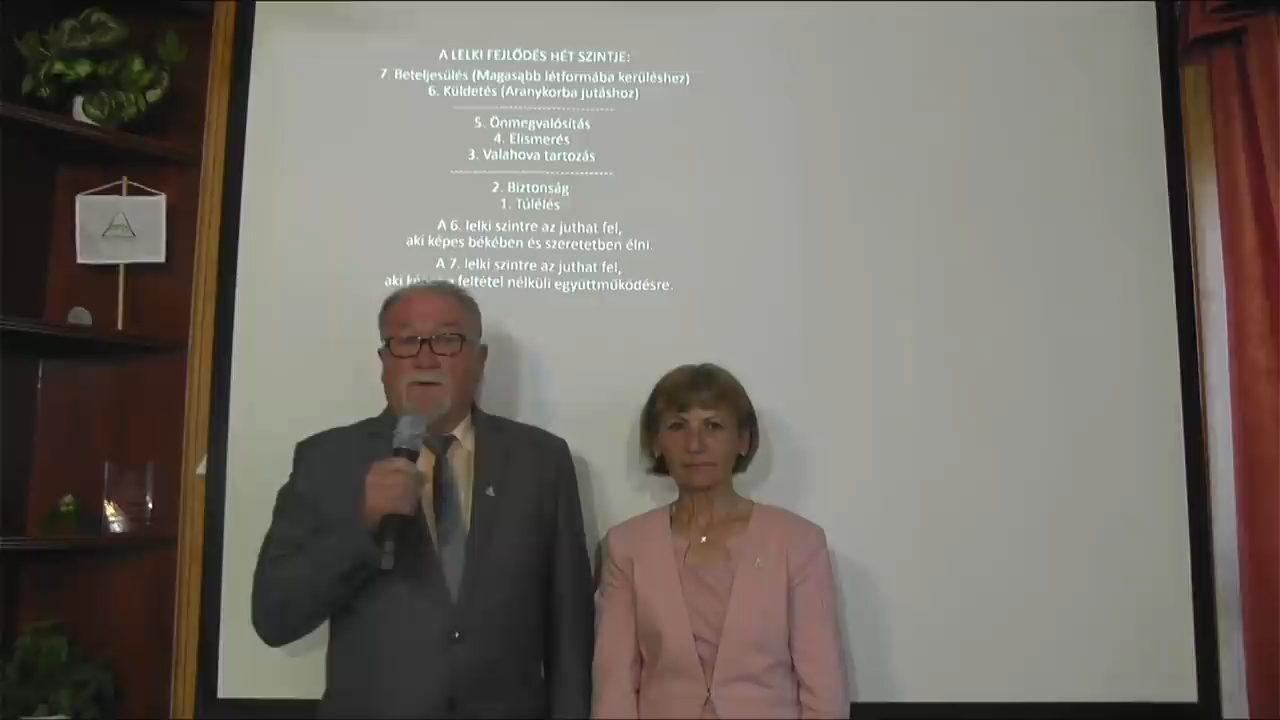 A LELKI FEJLŐDÉS HÉT SZINTJE:
7. Beteljesülés (Magasabb létformába kerüléshez)
6. Küldetés (Aranykorba jutáshoz)
5. Önmegvalósítás
4. Elismerés
3. Valahova tartozás
2. Biztonság
1. Túlélés
A 6. lelki szintre az juthat fel,
aki képes békében és szeretetben élni.
A 7. lelki szintre az juthat fel,
aki feltétel nélküli együttműködésre.